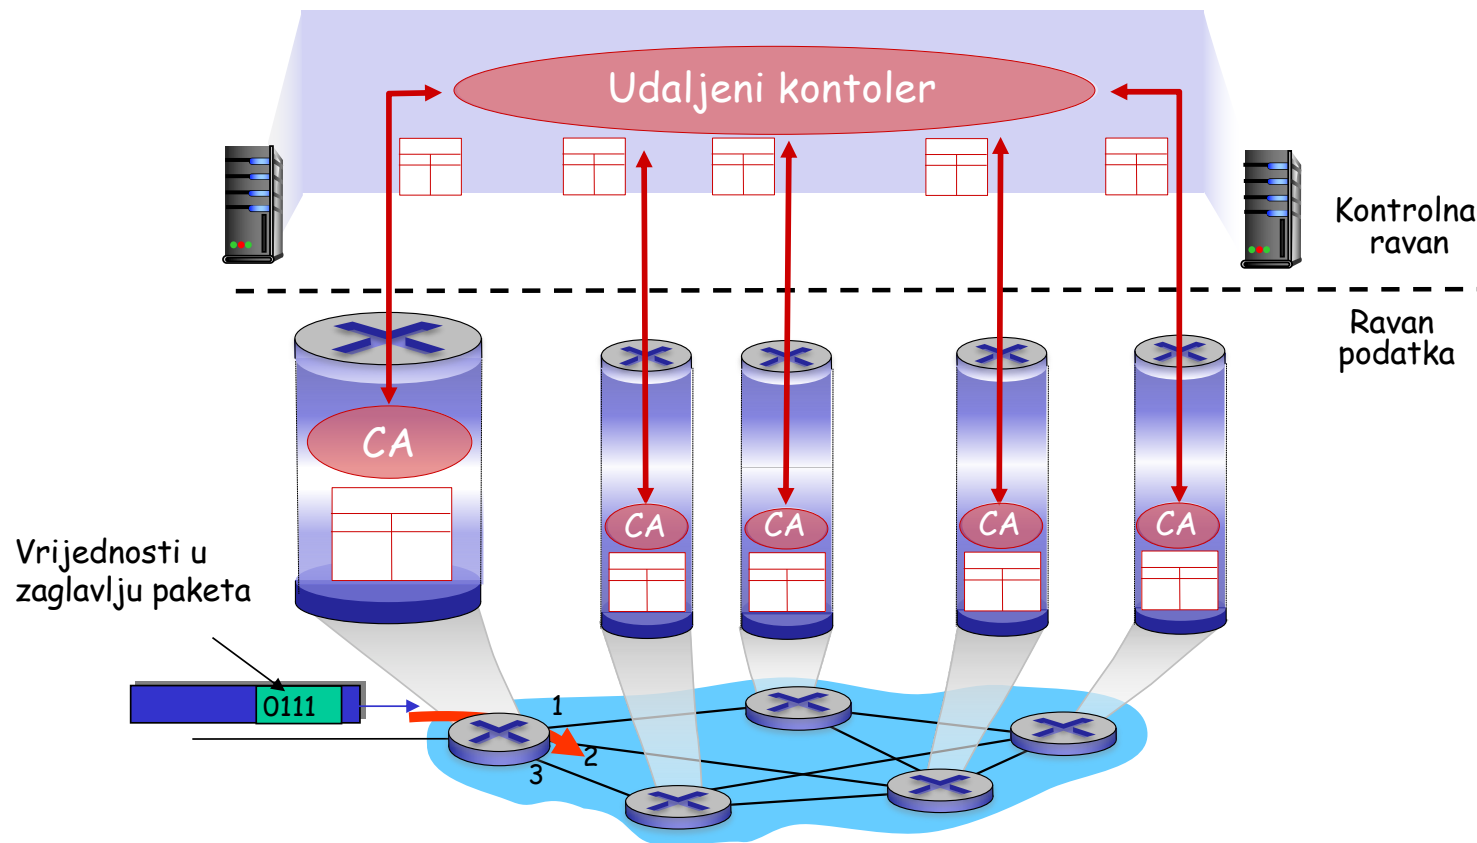 Udaljeni kontoler
Kontrolna
ravan
Ravan
podatka
CA
CA
CA
CA
CA
Vrijednosti u
zaglavlju paketa
0111
1
2
3